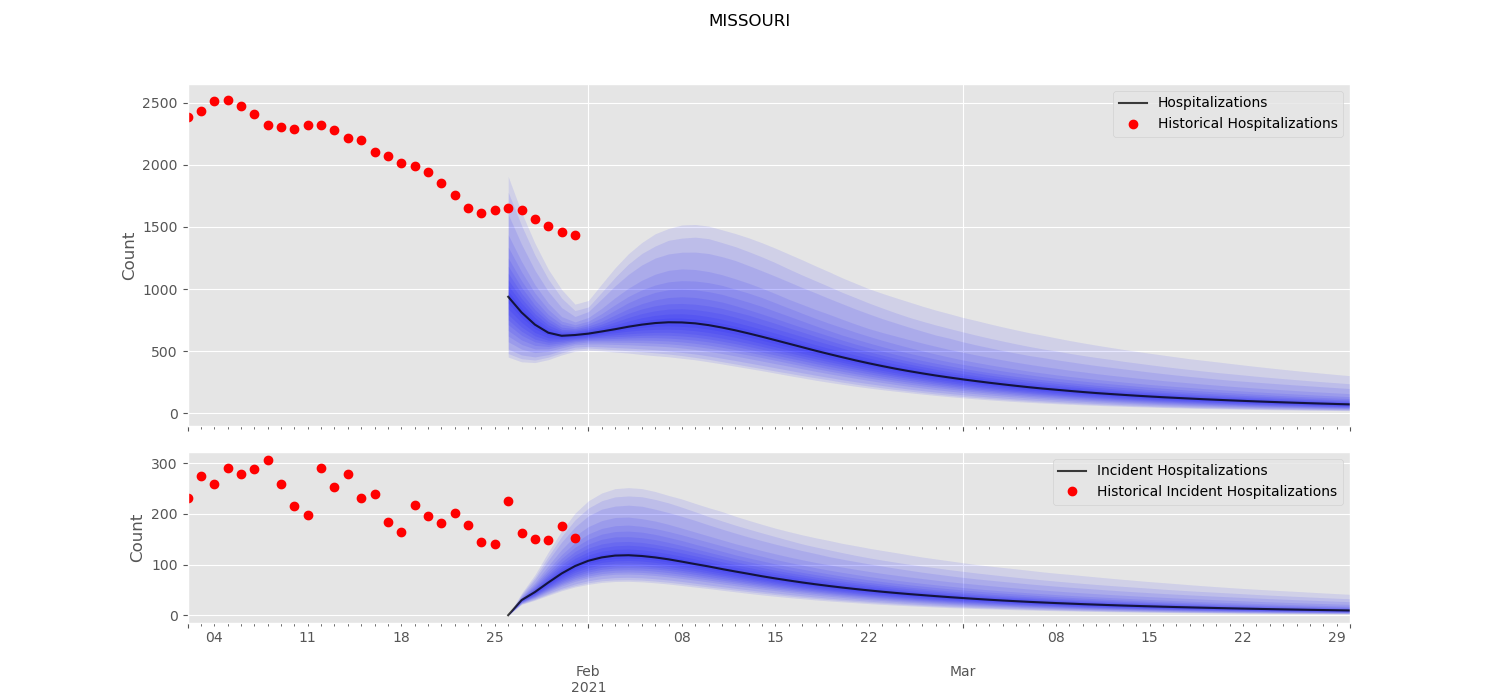 MISSOURI
2500
2000
1500
1000
500
0
Count
Hospitalizations
Historical Hospitalizations
300
200
100
0
Count
Incident Hospitalizations
Historical Incident Hospitalizations
04 11 18 25 08 15 22 08 15 22 29
Feb Mar
2021